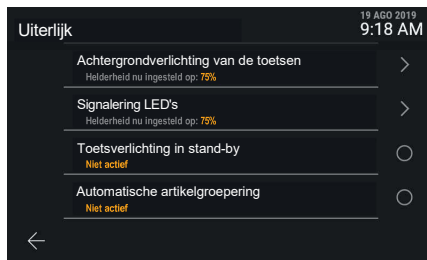 Uiterlijk
19 AGO 2019
9:18 AM
Achtergrondverlichting van de toetsen
Helderheid nu ingesteld op: 75%
Signalering LED's
Helderheid nu ingesteld op: 75%
Toetsverlichting in stand-by
Niet actief
Automatische artikelgroepering
Niet actief